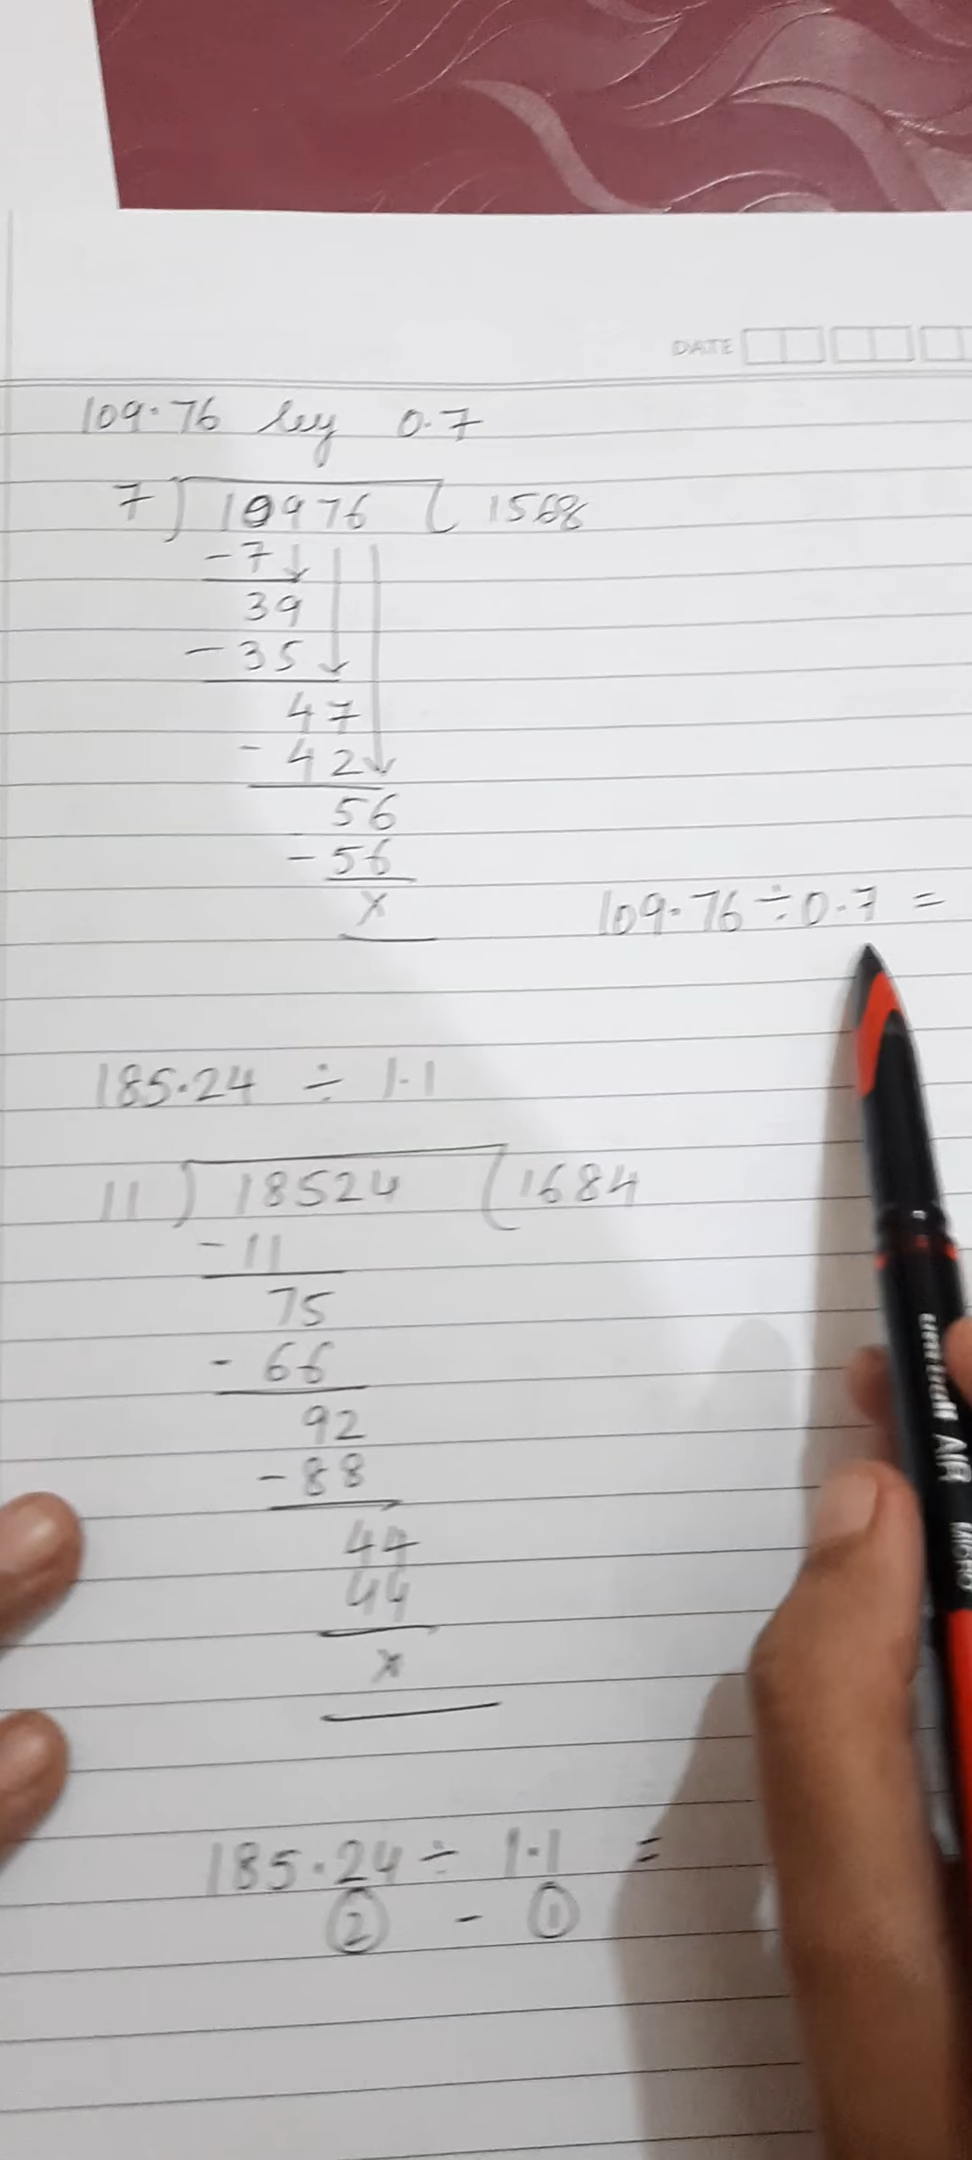 DATE
109.76 by 0.7
7 ) 10976 ( 1568
- 7
39
- 35
47
- 42
56
- 56
x
109.76 ÷ 0.7 =
185.24 ÷ 1.1
11 ) 18524 ( 1684
- 11
75
- 66
92
- 88
44
44
x
185.24 ÷ 1.1 =
2 - 1
AIR